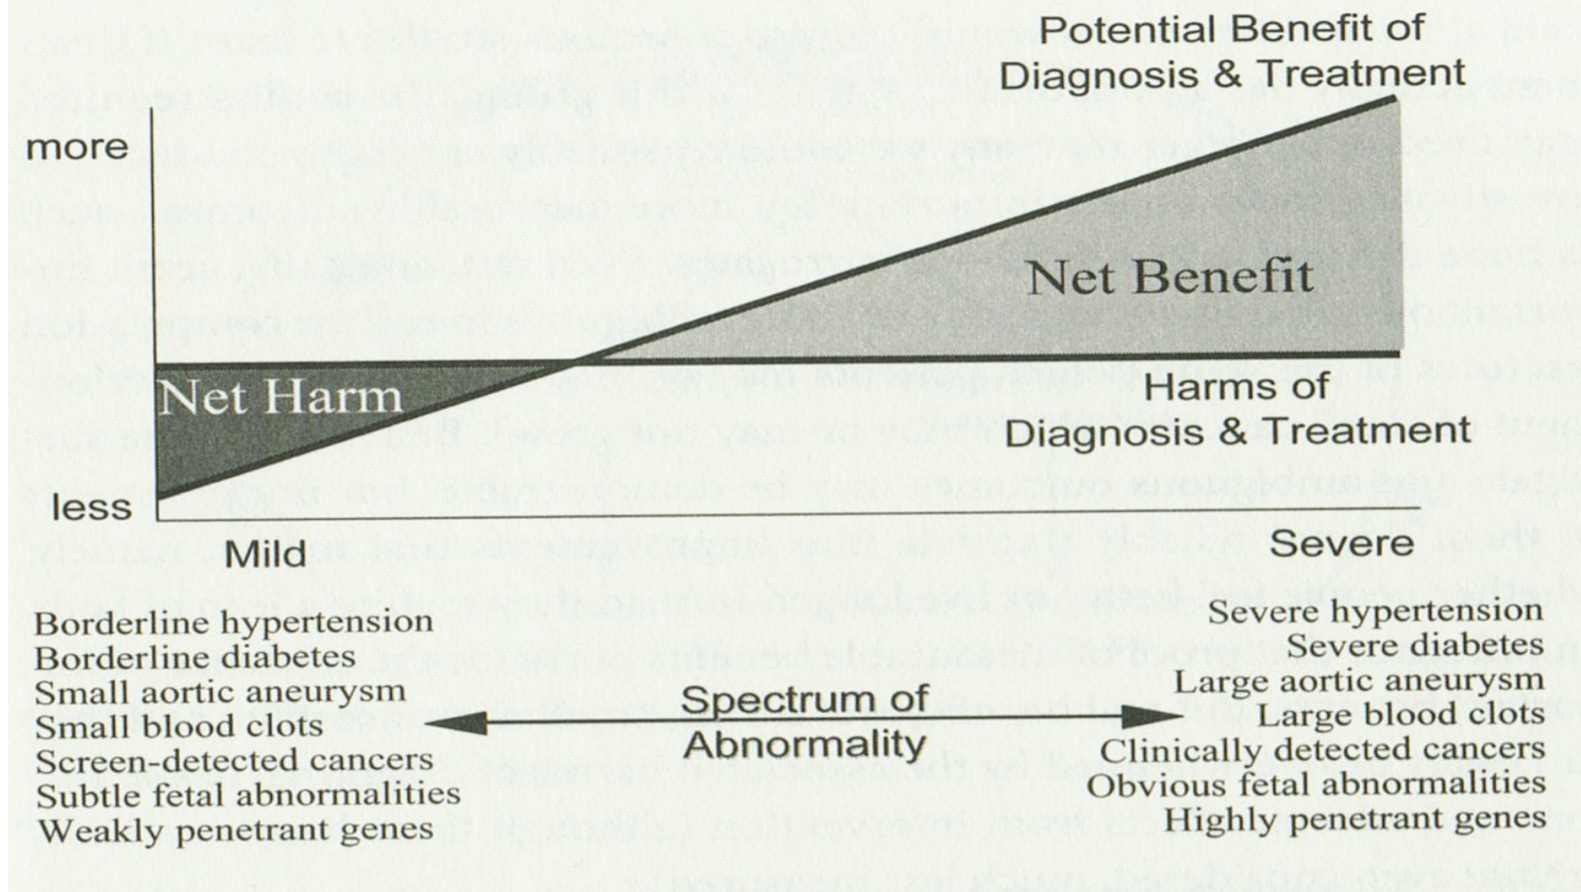 Potential Benefit of
Diagnosis & Treatment
more
Net Benefit
Net Harm
Harms of
Diagnosis & Treatment
less
Mild
Severe
Borderline hypertension
Borderline diabetes
Small aortic aneurysm
Small blood clots
Screen-detected cancers
Subtle fetal abnormalities
Weakly penetrant genes
Spectrum of
Abnormality
Severe hypertension
Severe diabetes
Large aortic aneurysm
Large blood clots
Clinically detected cancers
Obvious fetal abnormalities
Highly penetrant genes